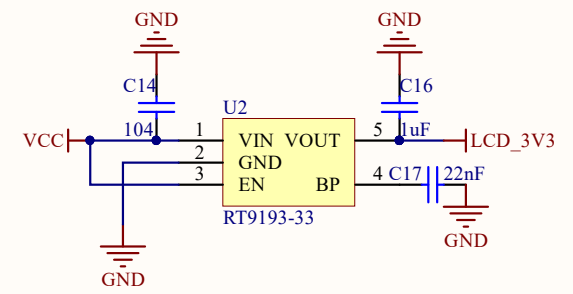 GND
GND
C14
C16
U2
104
1uF
VCC
1
VIN
VOUT
5
LCD_3V3
2
GND
3
EN
BP
4
C17
22nF
RT9193-33
GND
GND